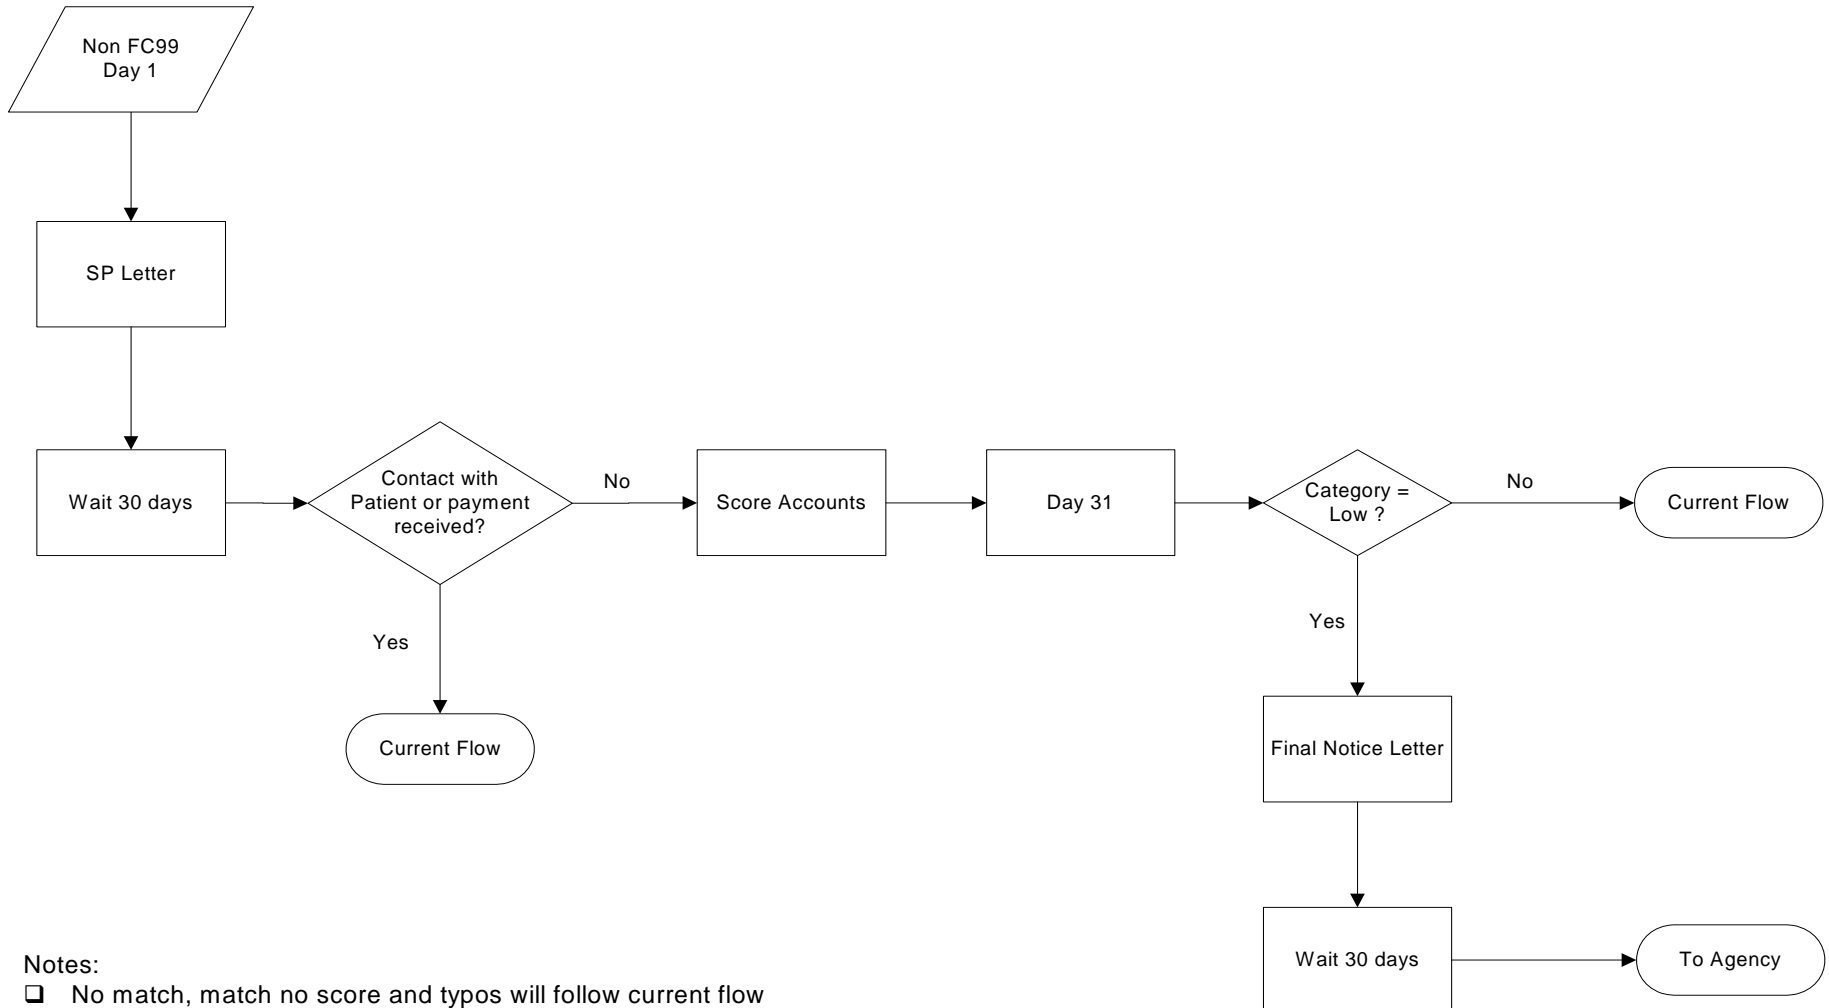 Non FC99
Day 1
SP Letter
Wait 30 days
Contact with
Patient or payment
received?
No
Score Accounts
Day 31
Category =
Low ?
No
Current Flow
Yes
Current Flow
Yes
Final Notice Letter
Wait 30 days
To Agency
Notes:
❑ No match, match no score and typos will follow current flow